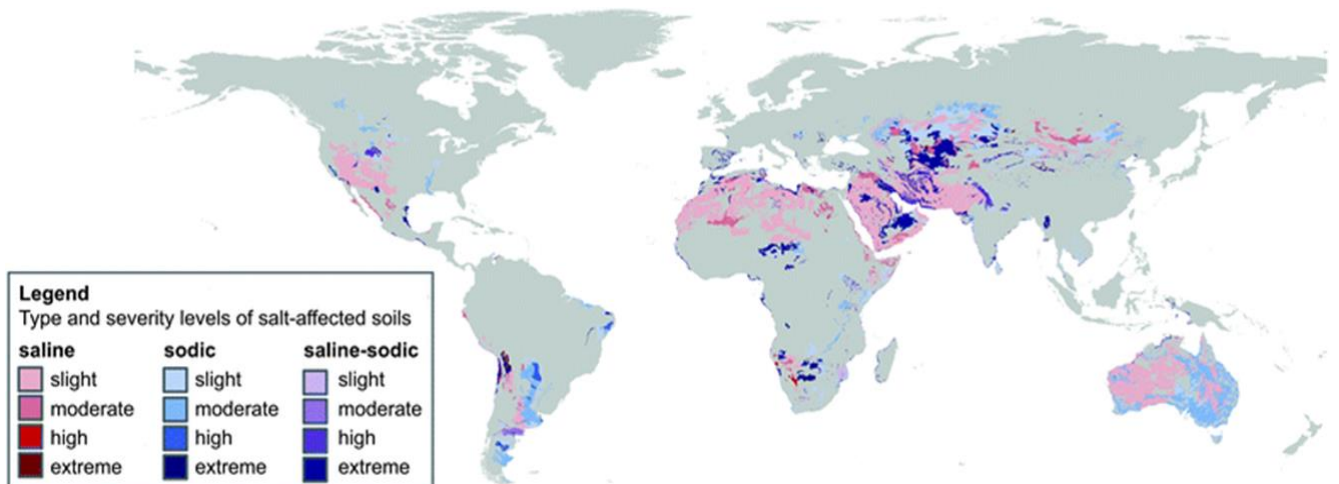 Legend
Type and severity levels of salt-affected soils
saline sodic saline-sodic
slight slight slight
moderate moderate moderate
high high high
extreme extreme extreme